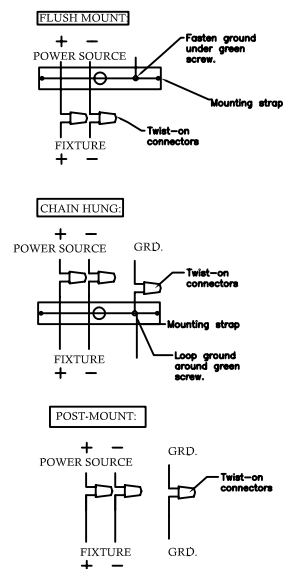 FLUSH MOUNT:
+ −
POWER SOURCE
Fasten ground
under green
screw.
Mounting strap
Twist-on
connectors
FIXTURE
+ −
CHAIN HUNG:
+ −
POWER SOURCE
GRD.
Twist-on
connectors
Mounting strap
FIXTURE
+ −
Loop ground
around green
screw.
POST-MOUNT:
+ −
POWER SOURCE
GRD.
Twist-on
connectors
FIXTURE
GRD.
+ −